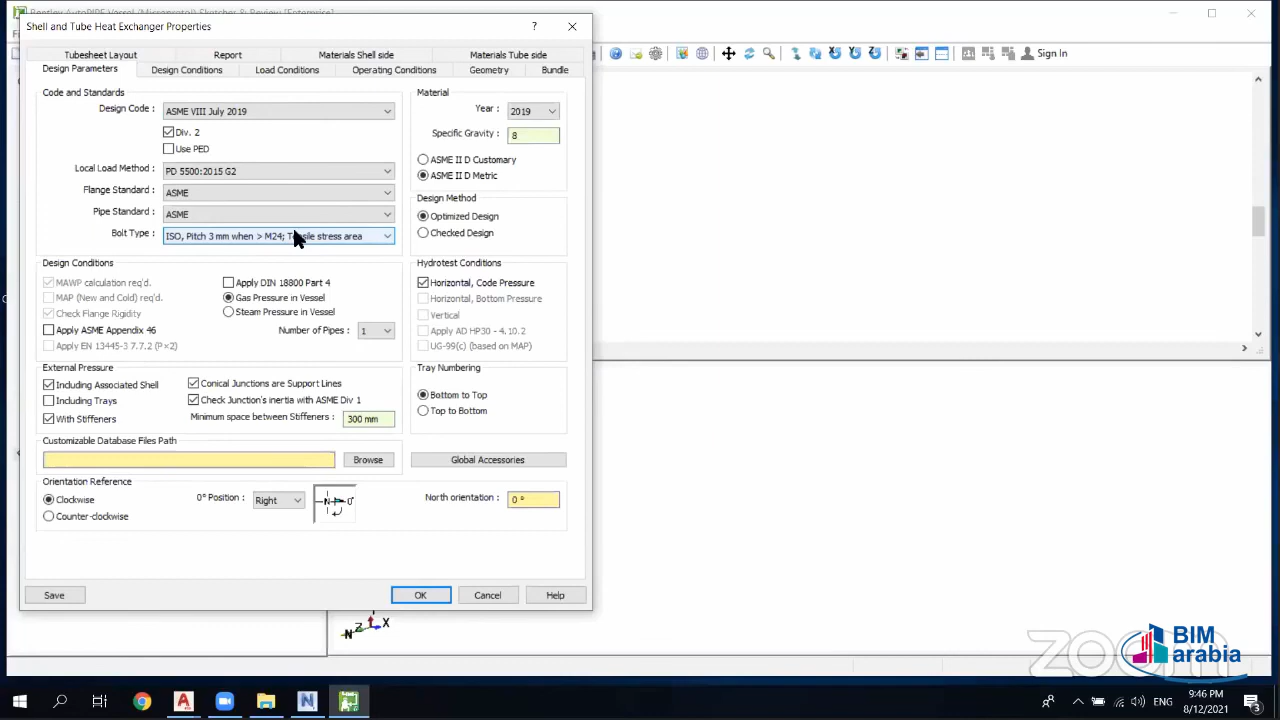 Shell and Tube Heat Exchanger Properties
?
Sign In
Tubesheet Layout
Report
Materials Shell side
Materials Tube side
Design Parameters
Design Conditions
Load Conditions
Operating Conditions
Geometry
Bundle
Code and Standards
Design Code :
ASME VIII July 2019
Div. 2
Use PED
Local Load Method :
PD 5500:2015 G2
Flange Standard :
ASME
Pipe Standard :
ASME
Bolt Type :
ISO, Pitch 3 mm when > M24; Tensile stress area
Material
Year :
2019
Specific Gravity :
8
ASME II D Customary
ASME II D Metric
Design Method
Optimized Design
Checked Design
Design Conditions
MAWP calculation req'd.
MAP (New and Cold) req'd.
Check Flange Rigidity
Apply ASME Appendix 46
Apply EN 13445-3 7.7.2 (P×2)
Apply DIN 18800 Part 4
Gas Pressure in Vessel
Steam Pressure in Vessel
Number of Pipes :
1
Hydrotest Conditions
Horizontal, Code Pressure
Horizontal, Bottom Pressure
Vertical
Apply AD HP30 - 4.10.2
UG-99(c) (based on MAP)
External Pressure
Including Associated Shell
Including Trays
With Stiffeners
Conical Junctions are Support Lines
Check Junction's inertia with ASME Div 1
Minimum space between Stiffeners :
300 mm
Tray Numbering
Bottom to Top
Top to Bottom
Customizable Database Files Path
Browse
Global Accessories
Orientation Reference
Clockwise
Counter-clockwise
0° Position :
Right
N
0°
North orientation :
0 °
Save
OK
Cancel
Help
Z
X
N
zoom
BIM
arabia
ENG
9:46 PM
8/12/2021
3